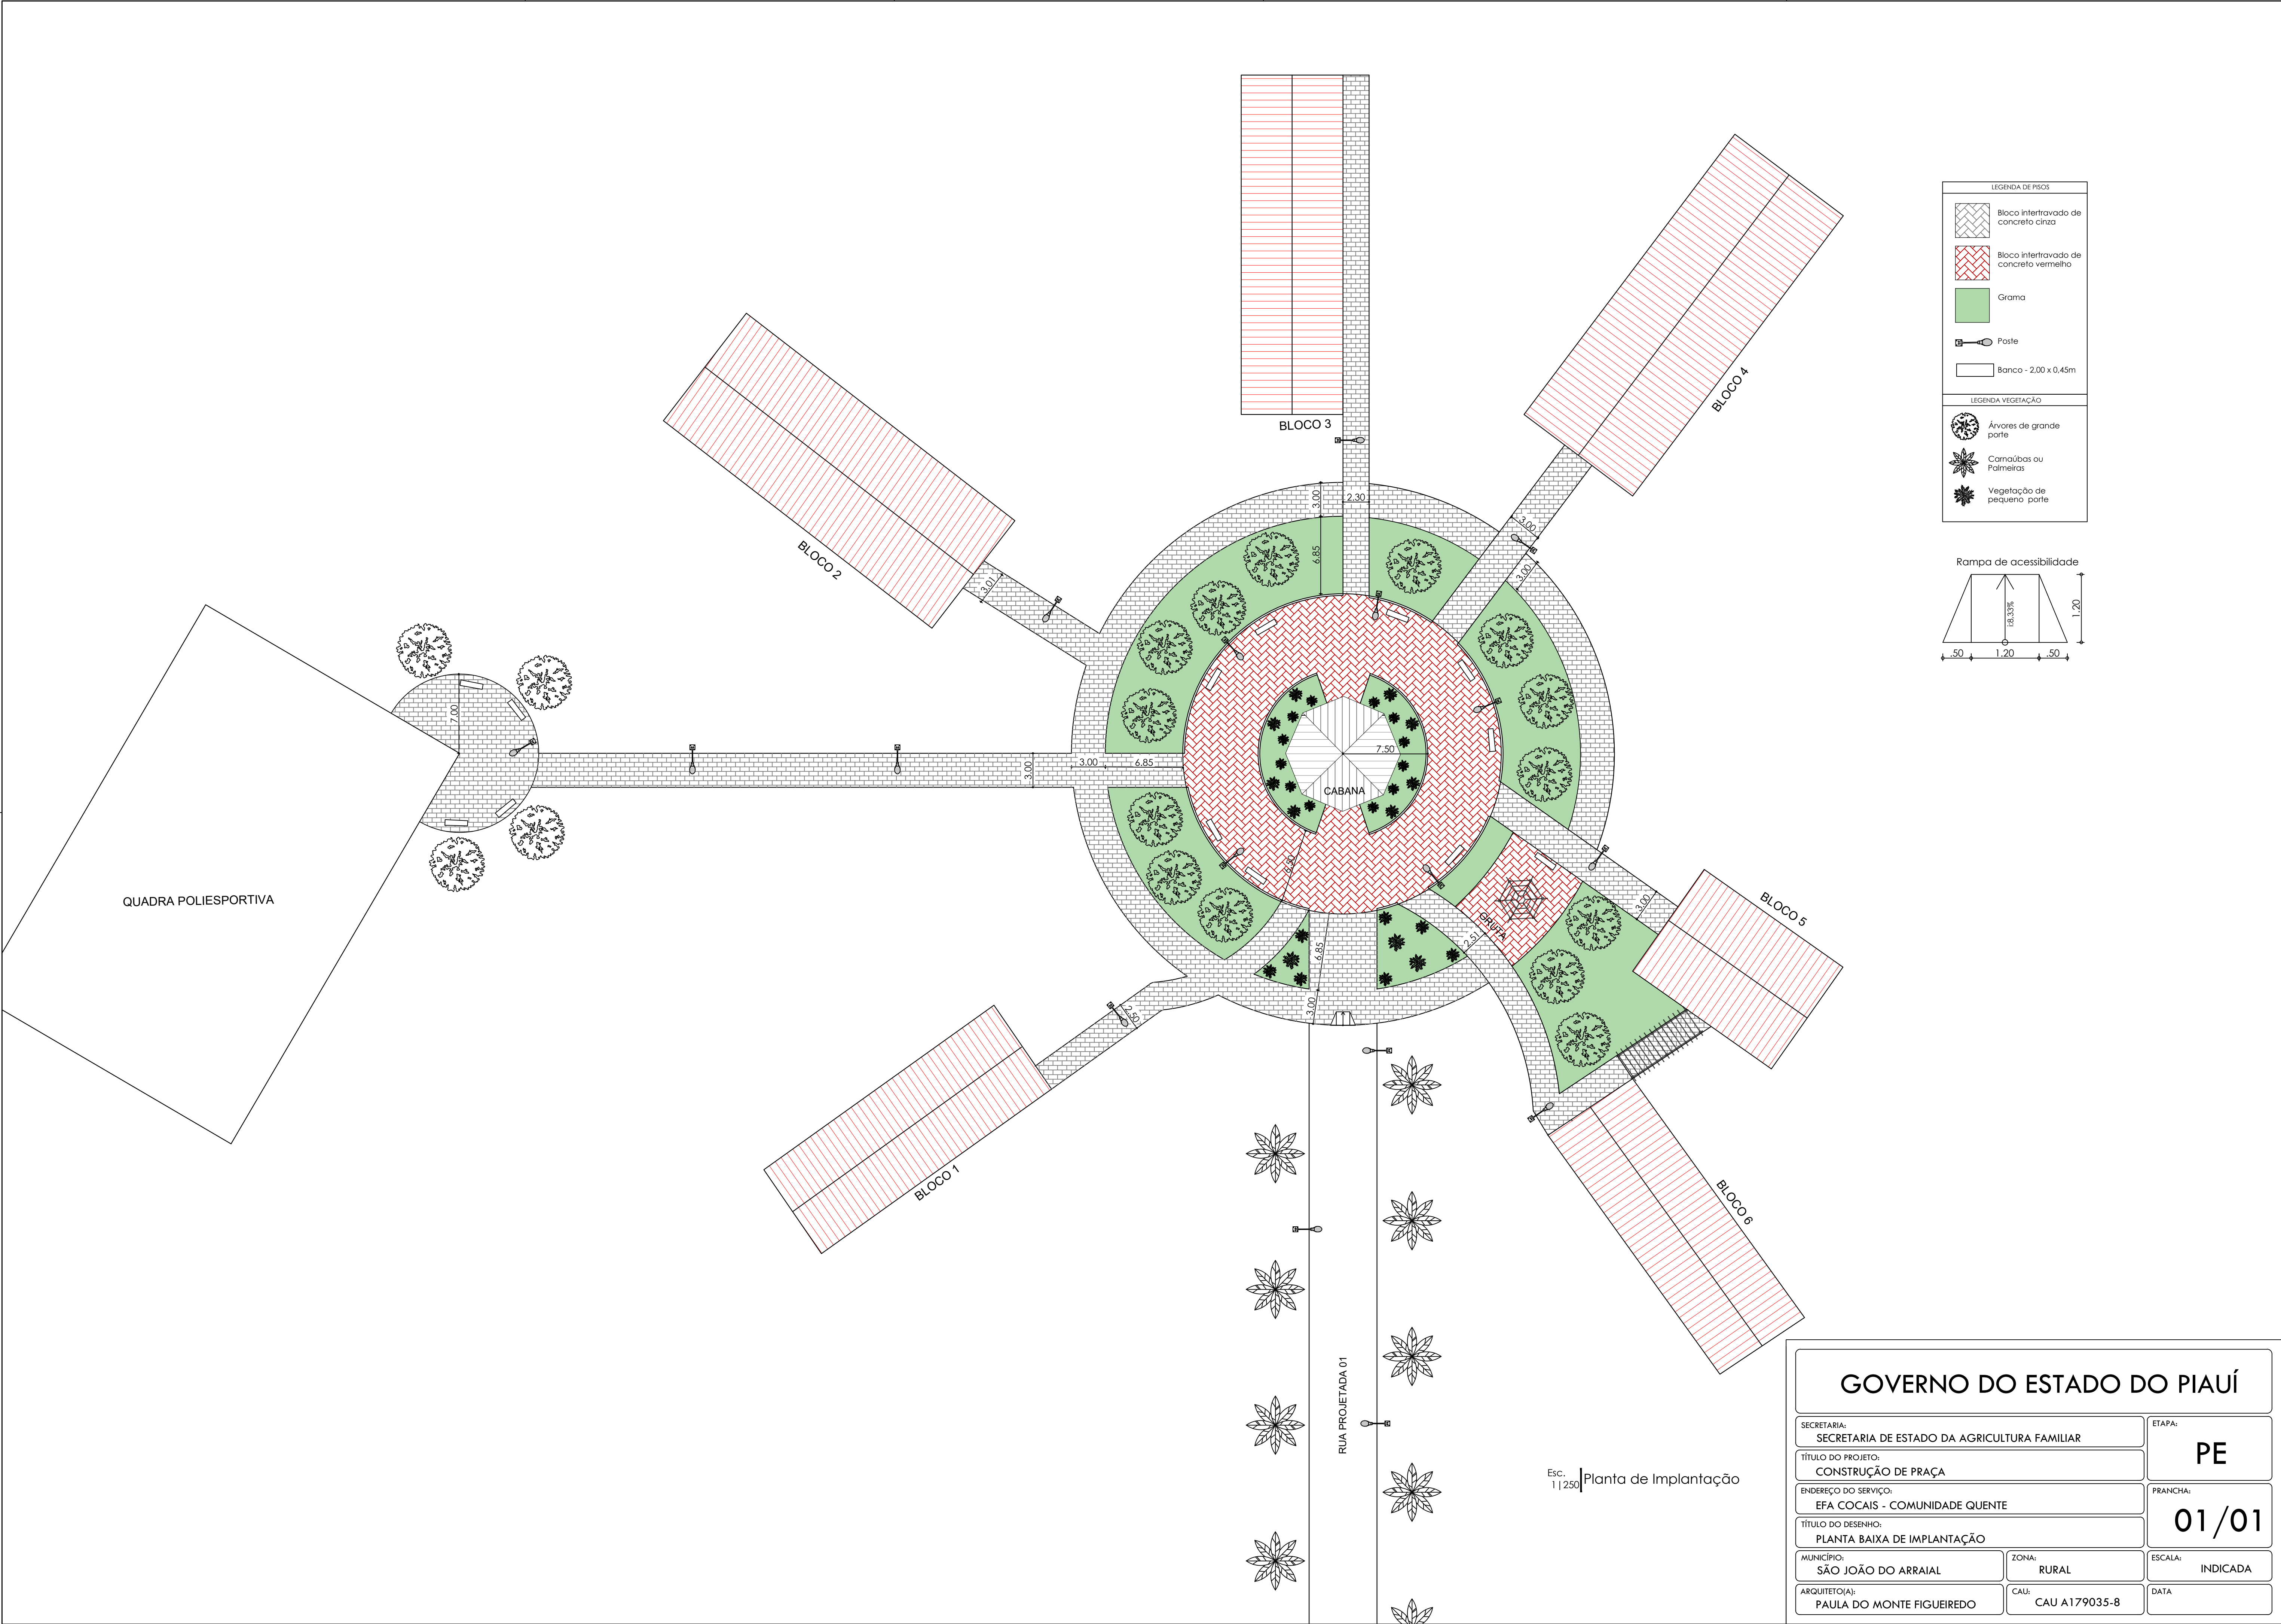 BLOCO 3
BLOCO 4
BLOCO 2
2.30
3.00
6.85
3.00
3.00
3.01
7.00
3.00
3.00
6.85
7.50
CABANA
6.50
QUADRA POLIESPORTIVA
GRUTA
2.51
3.00
BLOCO 5
6.85
3.00
2.50
BLOCO 1
BLOCO 6
RUA PROJETADA 01
LEGENDA DE PISOS
Bloco intertravado de
concreto cinza
Bloco intertravado de
concreto vermelho
Grama
Poste
Banco - 2,00 x 0,45m
LEGENDA VEGETAÇÃO
Árvores de grande
porte
Carnaúbas ou
Palmeiras
Vegetação de
pequeno porte
Rampa de acessibilidade
i:8,33%
1.20
.50
1.20
.50
Esc.
1|250
Planta de Implantação
GOVERNO DO ESTADO DO PIAUÍ
SECRETARIA:
SECRETARIA DE ESTADO DA AGRICULTURA FAMILIAR
ETAPA:
PE
TÍTULO DO PROJETO:
CONSTRUÇÃO DE PRAÇA
ENDEREÇO DO SERVIÇO:
EFA COCAIS - COMUNIDADE QUENTE
PRANCHA:
01/01
TÍTULO DO DESENHO:
PLANTA BAIXA DE IMPLANTAÇÃO
MUNICÍPIO:
SÃO JOÃO DO ARRAIAL
ZONA:
RURAL
ESCALA:
INDICADA
ARQUITETO(A):
PAULA DO MONTE FIGUEIREDO
CAU:
CAU A179035-8
DATA